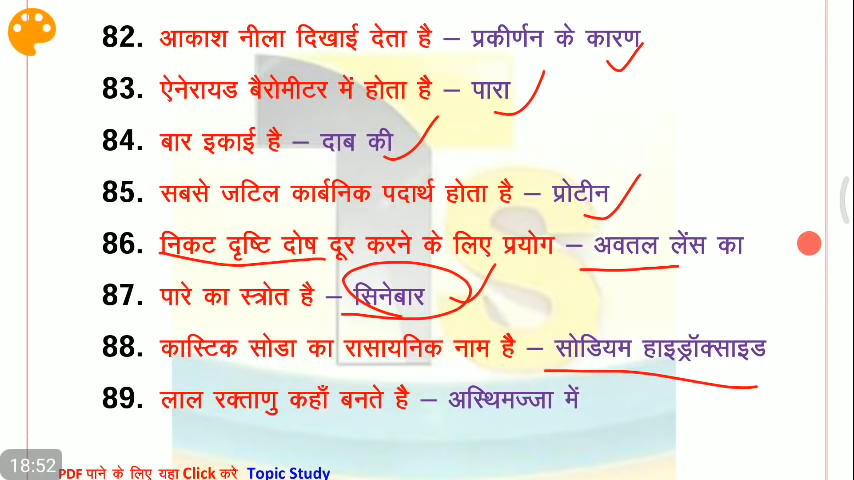 82. आकाश नीला दिखाई देता है – प्रकीर्णन के कारण
83. ऐनेरायड बैरोमीटर में होता है – पारा
84. बार इकाई है – दाब की
85. सबसे जटिल कार्बनिक पदार्थ होता है – प्रोटीन
86. निकट दृष्टि दोष दूर करने के लिए प्रयोग – अवतल लेंस का
87. पारे का स्त्रोत है – सिनेबार
88. कास्टिक सोडा का रासायनिक नाम है – सोडियम हाइड्रॉक्साइड
89. लाल रक्ताणु कहाँ बनते है – अस्थिमज्जा में
18:52 PDF पाने के लिए यहा Click करे Topic Study